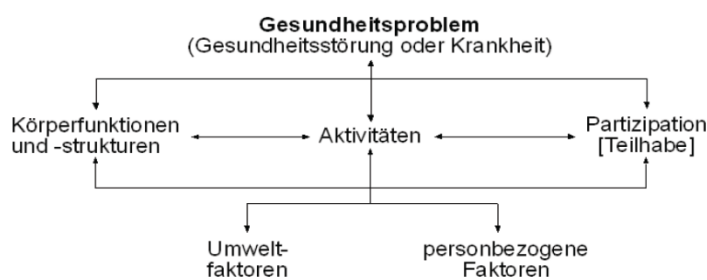 Gesundheitsproblem
(Gesundheitsstörung oder Krankheit)
Körperfunktionen
und -strukturen
Aktivitäten
Partizipation
[Teilhabe]
Umwelt-
faktoren
personbezogene
Faktoren